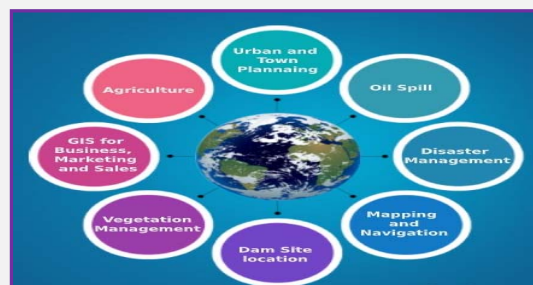 Urban and
Town
Plannaing
Oil Spill
Disaster
Management
Mapping
and
Navigation
Dam Site
location
Vegetation
Management
GIS for
Business,
Marketing
and Sales
Agriculture